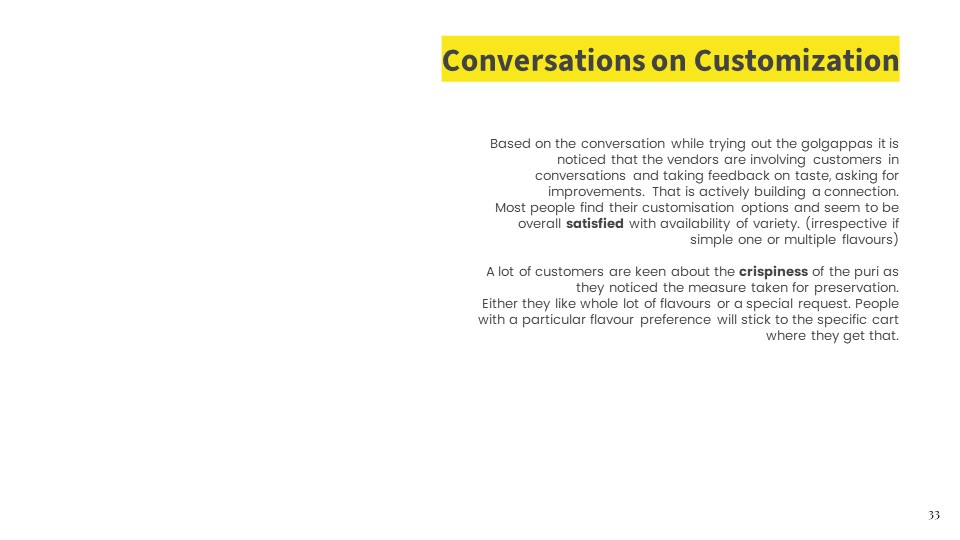 Conversations on Customization
Based on the conversation while trying out the golgappas it is
noticed that the vendors are involving customers in
conversations and taking feedback on taste, asking for
improvements. That is actively building a connection.
Most people find their customisation options and seem to be
overall satisfied with availability of variety. (irrespective if
simple one or multiple flavours)
A lot of customers are keen about the crispiness of the puri as
they noticed the measure taken for preservation.
Either they like whole lot of flavours or a special request. People
with a particular flavour preference will stick to the specific cart
where they get that.
33